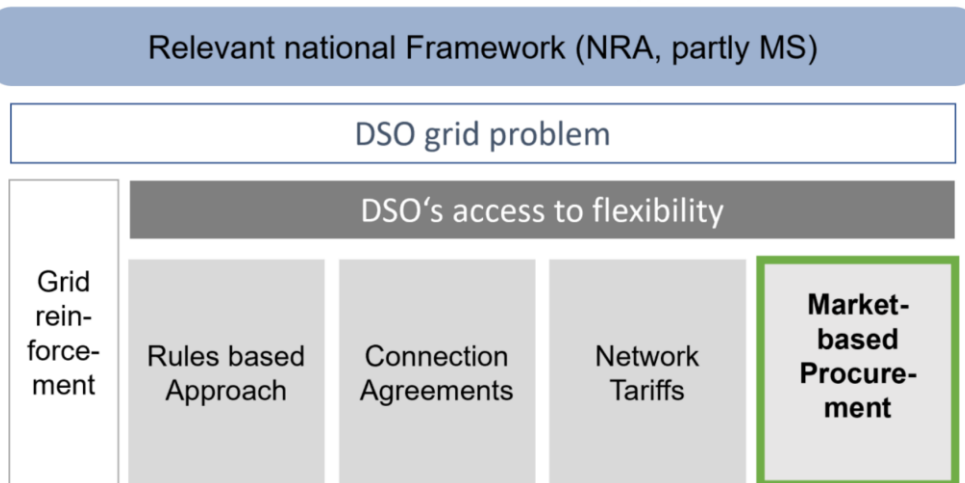 Relevant national Framework (NRA, partly MS)
DSO grid problem
DSO‘s access to flexibility
Grid
rein-
force-
ment
Rules based
Approach
Connection
Agreements
Network
Tariffs
Market-
based
Procure-
ment